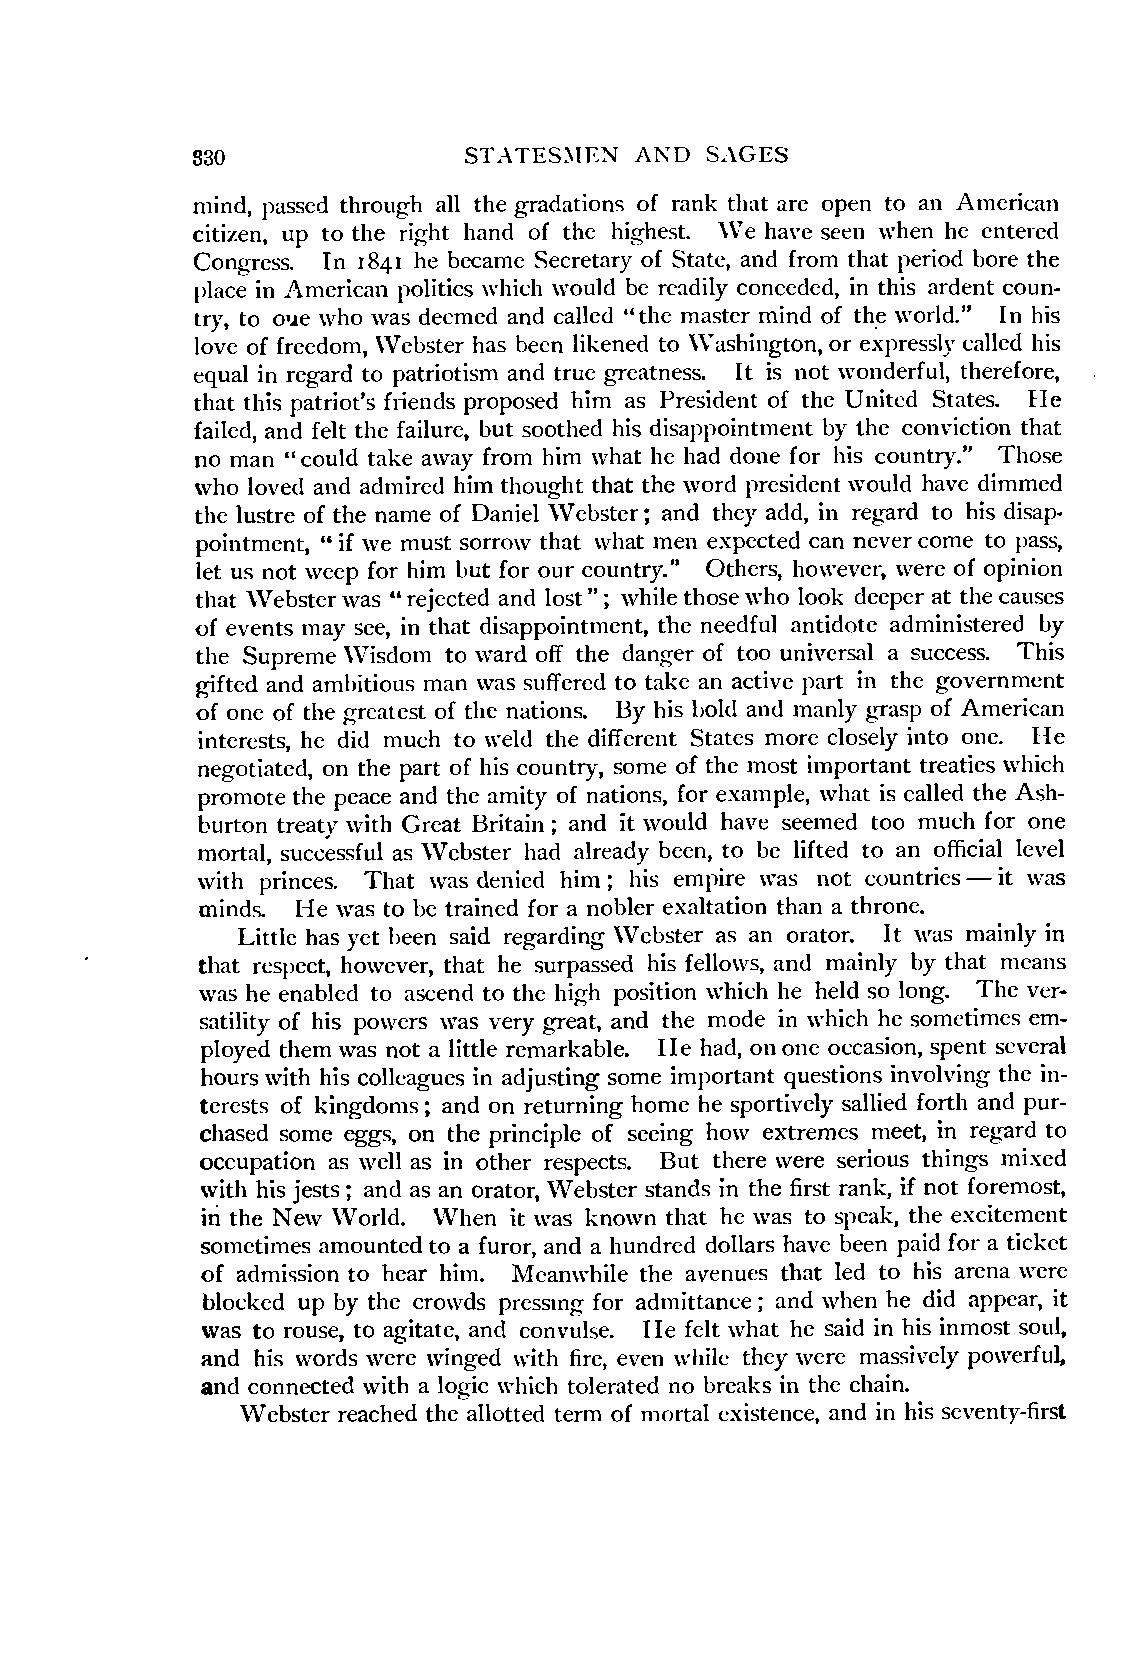 330 STATESMEN AND SAGES
mind, passed through all the gradations of rank that are open to an American
citizen, up to the right hand of the highest. We have seen when he entered
Congress. In 1841 he became Secretary of State, and from that period bore the
place in American politics which would be readily conceded, in this ardent coun-
try, to one who was deemed and called "the master mind of the world." In his
love of freedom, Webster has been likened to Washington, or expressly called his
equal in regard to patriotism and true greatness. It is not wonderful, therefore,
that this patriot's friends proposed him as President of the United States. He
failed, and felt the failure, but soothed his disappointment by the conviction that
no man "could take away from him what he had done for his country." Those
who loved and admired him thought that the word president would have dimmed
the lustre of the name of Daniel Webster; and they add, in regard to his disap-
pointment, "if we must sorrow that what men expected can never come to pass,
let us not weep for him but for our country." Others, however, were of opinion
that Webster was "rejected and lost"; while those who look deeper at the causes
of events may see, in that disappointment, the needful antidote administered by
the Supreme Wisdom to ward off the danger of too universal a success. This
gifted and ambitious man was suffered to take an active part in the government
of one of the greatest of the nations. By his bold and manly grasp of American
interests, he did much to weld the different States more closely into one. He
negotiated, on the part of his country, some of the most important treaties which
promote the peace and the amity of nations, for example, what is called the Ash-
burton treaty with Great Britain; and it would have seemed too much for one
mortal, successful as Webster had already been, to be lifted to an official level
with princes. That was denied him; his empire was not countries—it was
minds. He was to be trained for a nobler exaltation than a throne.
Little has yet been said regarding Webster as an orator. It was mainly in
that respect, however, that he surpassed his fellows, and mainly by that means
was he enabled to ascend to the high position which he held so long. The ver-
satility of his powers was very great, and the mode in which he sometimes em-
ployed them was not a little remarkable. He had, on one occasion, spent several
hours with his colleagues in adjusting some important questions involving the in-
terests of kingdoms; and on returning home he sportively sallied forth and pur-
chased some eggs, on the principle of seeing how extremes meet, in regard to
occupation as well as in other respects. But there were serious things mixed
with his jests; and as an orator, Webster stands in the first rank, if not foremost,
in the New World. When it was known that he was to speak, the excitement
sometimes amounted to a furor, and a hundred dollars have been paid for a ticket
of admission to hear him. Meanwhile the avenues that led to his arena were
blocked up by the crowds pressing for admittance; and when he did appear, it
was to rouse, to agitate, and convulse. He felt what he said in his inmost soul,
and his words were winged with fire, even while they were massively powerful,
and connected with a logic which tolerated no breaks in the chain.
Webster reached the allotted term of mortal existence, and in his seventy-first